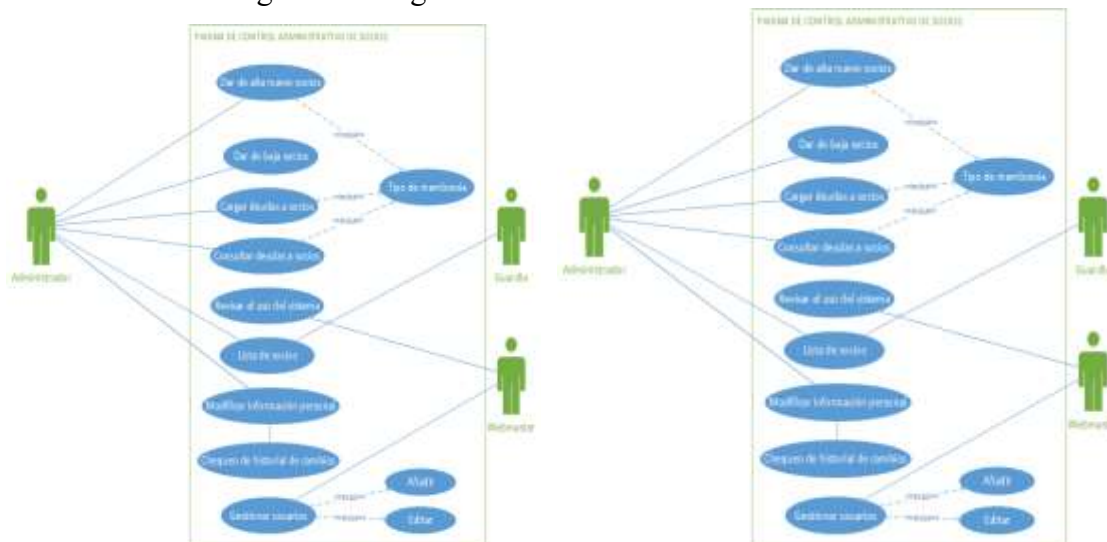 DE CONTROL ADMINISTRATIVO DE SOCIOS
Dar de alta nuevo socios
Dar de baja socios
Tipo de membresía
Cargar deudas a socios
Consultar deudas a socios
Administrador
Guardia
Revisar el uso del sistema
Lista de socios
Modificar información personal
Webmaster
Chequeo de historial de cambios
Añadir
Gestionar usuarios
Editar
DE CONTROL ADMINISTRATIVO DE SOCIOS
Dar de alta nuevo socios
Dar de baja socios
Tipo de membresía
Cargar deudas a socios
Consultar deudas a socios
Administrador
Guardia
Revisar el uso del sistema
Lista de socios
Modificar información personal
Chequeo de historial de cambios
Añadir
Gestionar usuarios
Editar